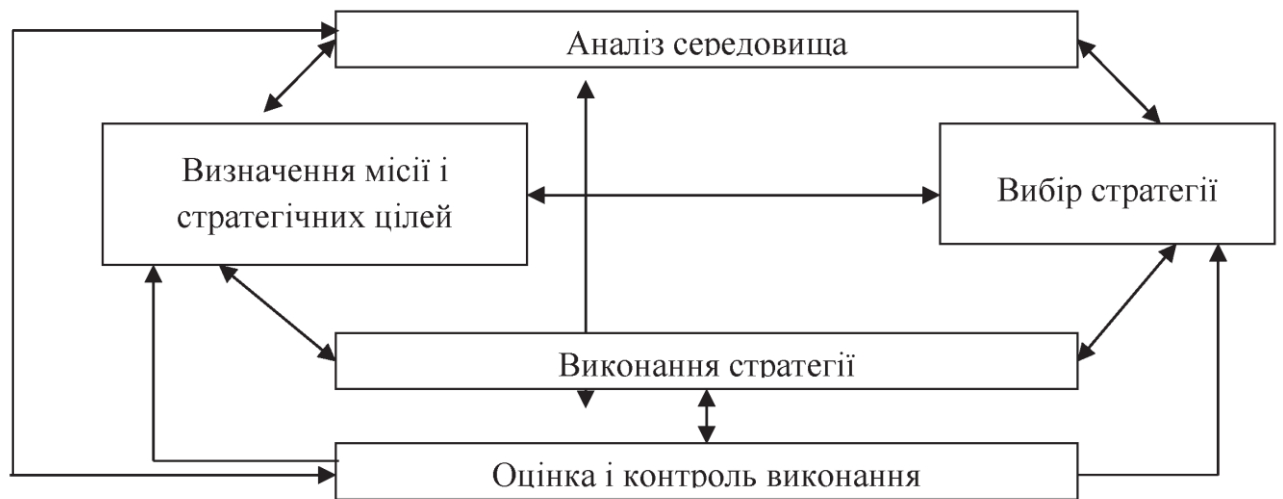 Аналіз середовища
Визначення місії і
стратегічних цілей
Вибір стратегії
Виконання стратегії
Оцінка і контроль виконання